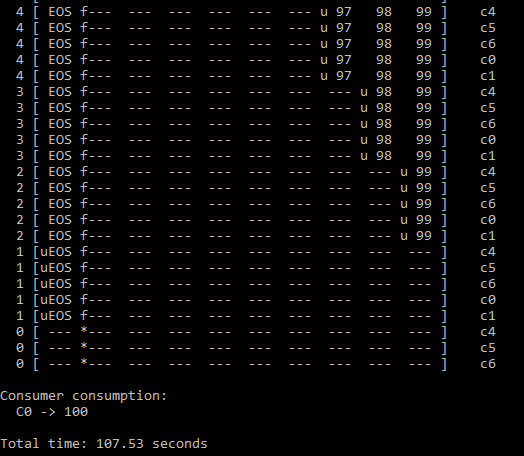 4 [ EOS f---  ---  ---  ---  ---  --- u 97   98   99 ]    c4
4 [ EOS f---  ---  ---  ---  ---  --- u 97   98   99 ]    c5
4 [ EOS f---  ---  ---  ---  ---  --- u 97   98   99 ]    c6
4 [ EOS f---  ---  ---  ---  ---  --- u 97   98   99 ]    c0
4 [ EOS f---  ---  ---  ---  ---  --- u 97   98   99 ]    c1
3 [ EOS f---  ---  ---  ---  ---  ---  --- u 98   99 ]    c4
3 [ EOS f---  ---  ---  ---  ---  ---  --- u 98   99 ]    c5
3 [ EOS f---  ---  ---  ---  ---  ---  --- u 98   99 ]    c6
3 [ EOS f---  ---  ---  ---  ---  ---  --- u 98   99 ]    c0
3 [ EOS f---  ---  ---  ---  ---  ---  --- u 98   99 ]    c1
2 [ EOS f---  ---  ---  ---  ---  ---  ---  --- u 99 ]    c4
2 [ EOS f---  ---  ---  ---  ---  ---  ---  --- u 99 ]    c5
2 [ EOS f---  ---  ---  ---  ---  ---  ---  --- u 99 ]    c6
2 [ EOS f---  ---  ---  ---  ---  ---  ---  --- u 99 ]    c0
2 [ EOS f---  ---  ---  ---  ---  ---  ---  --- u 99 ]    c1
1 [uEOS f---  ---  ---  ---  ---  ---  ---  ---  --- ]    c4
1 [uEOS f---  ---  ---  ---  ---  ---  ---  ---  --- ]    c5
1 [uEOS f---  ---  ---  ---  ---  ---  ---  ---  --- ]    c6
1 [uEOS f---  ---  ---  ---  ---  ---  ---  ---  --- ]    c0
1 [uEOS f---  ---  ---  ---  ---  ---  ---  ---  --- ]    c1
0 [ --- *---  ---  ---  ---  ---  ---  ---  ---  --- ]    c4
0 [ --- *---  ---  ---  ---  ---  ---  ---  ---  --- ]    c5
0 [ --- *---  ---  ---  ---  ---  ---  ---  ---  --- ]    c6
Consumer consumption:
C0 -> 100
Total time: 107.53 seconds